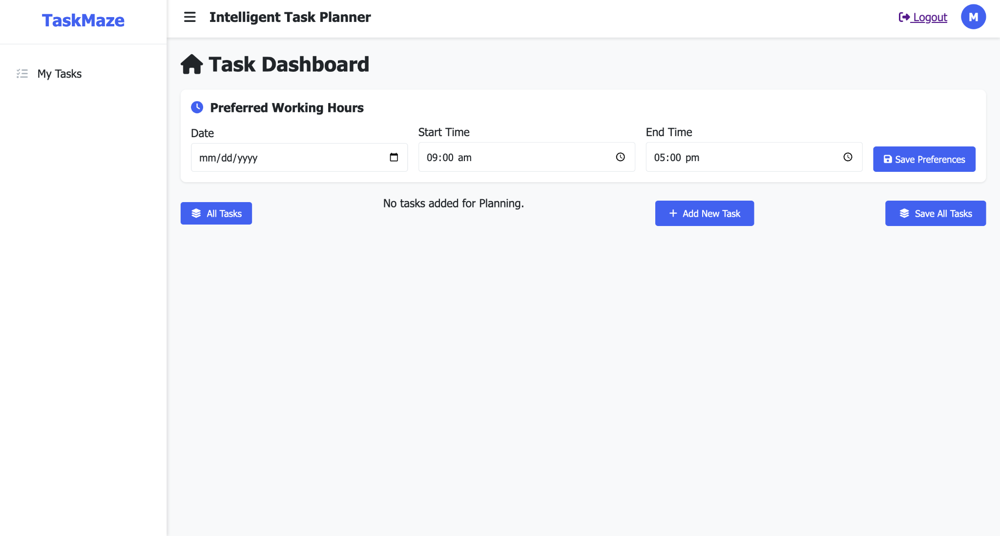 TaskMaze
My Tasks
Intelligent Task Planner
Logout
M
Task Dashboard
Preferred Working Hours
Date
mm/dd/yyyy
Start Time
09:00 am
End Time
05:00 pm
Save Preferences
All Tasks
No tasks added for Planning.
Add New Task
Save All Tasks